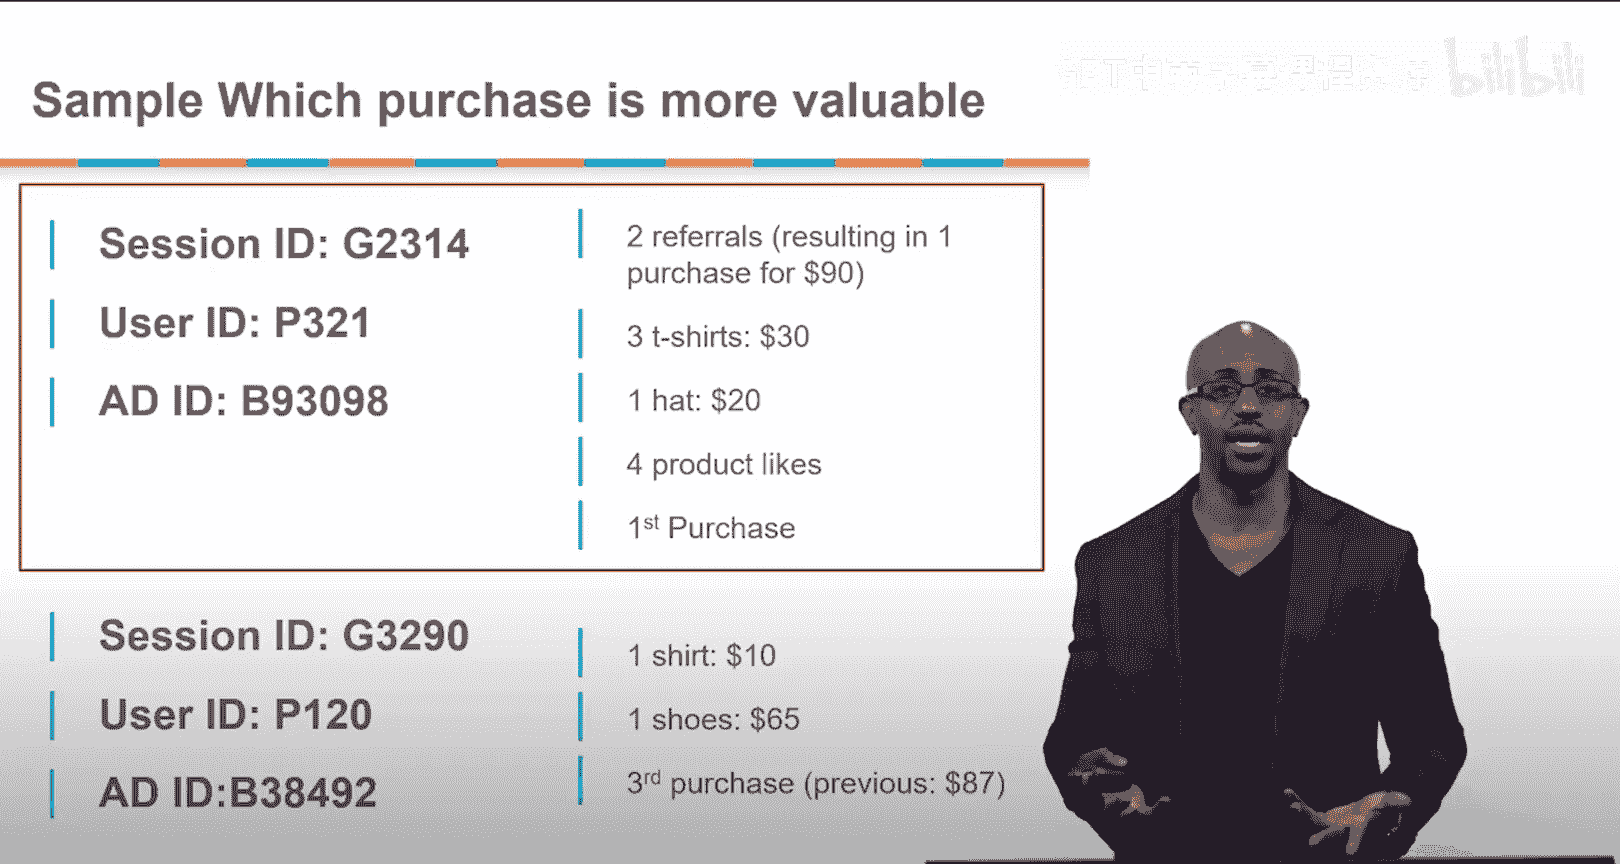 Sample Which purchase is more valuable
bilibili
Session ID: G2314
User ID: P321
AD ID: B93098
2 referrals (resulting in 1
purchase for $90)
3 t-shirts: $30
1 hat: $20
4 product likes
1st Purchase
Session ID: G3290
User ID: P120
AD ID:B38492
1 shirt: $10
1 shoes: $65
3rd purchase (previous: $87)